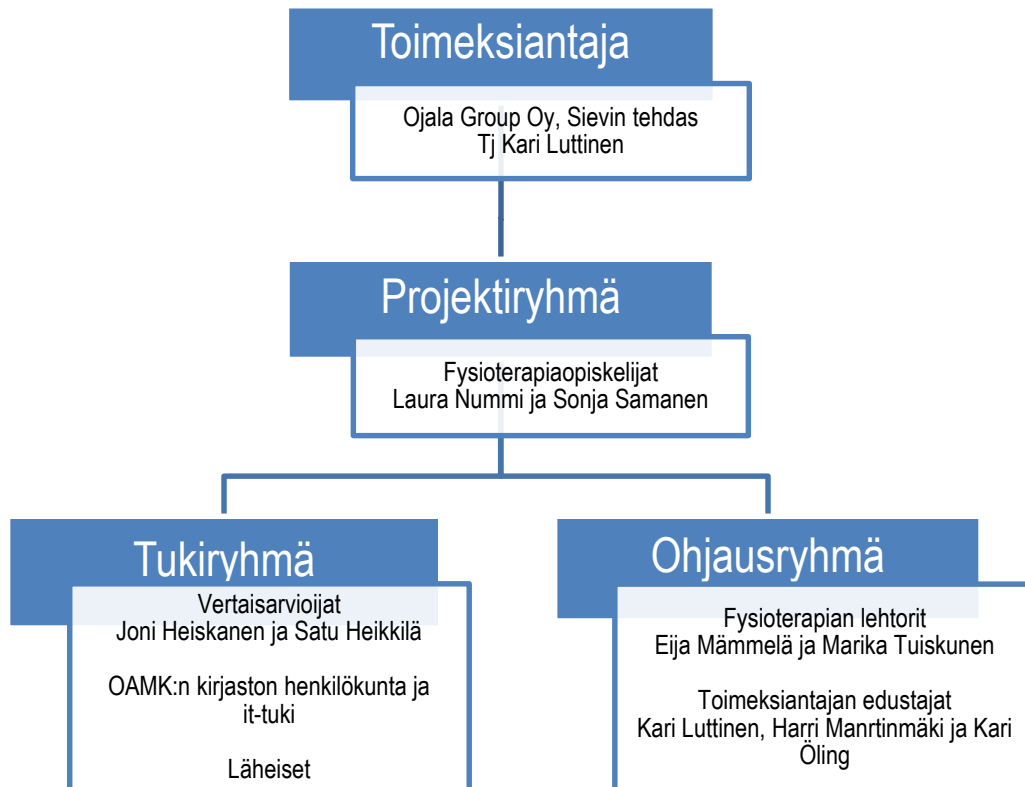 Toimeksiantaja
Ojala Group Oy, Sievin tehdas
Tj Kari Luttinen
Projektiryhmä
Fysioterapiaopiskelijat
Laura Nummi ja Sonja Samanen
Tukiryhmä
Vertaisarvioijat
Joni Heiskanen ja Satu Heikkilä
OAMK:n kirjaston henkilökunta ja
it-tuki
Läheiset
Ohjausryhmä
Fysioterapian lehtorit
Eija Mämmelä ja Marika Tuiskunen
Toimeksiantajan edustajat
Kari Luttinen, Harri Manrtinmäki ja Kari
Öling